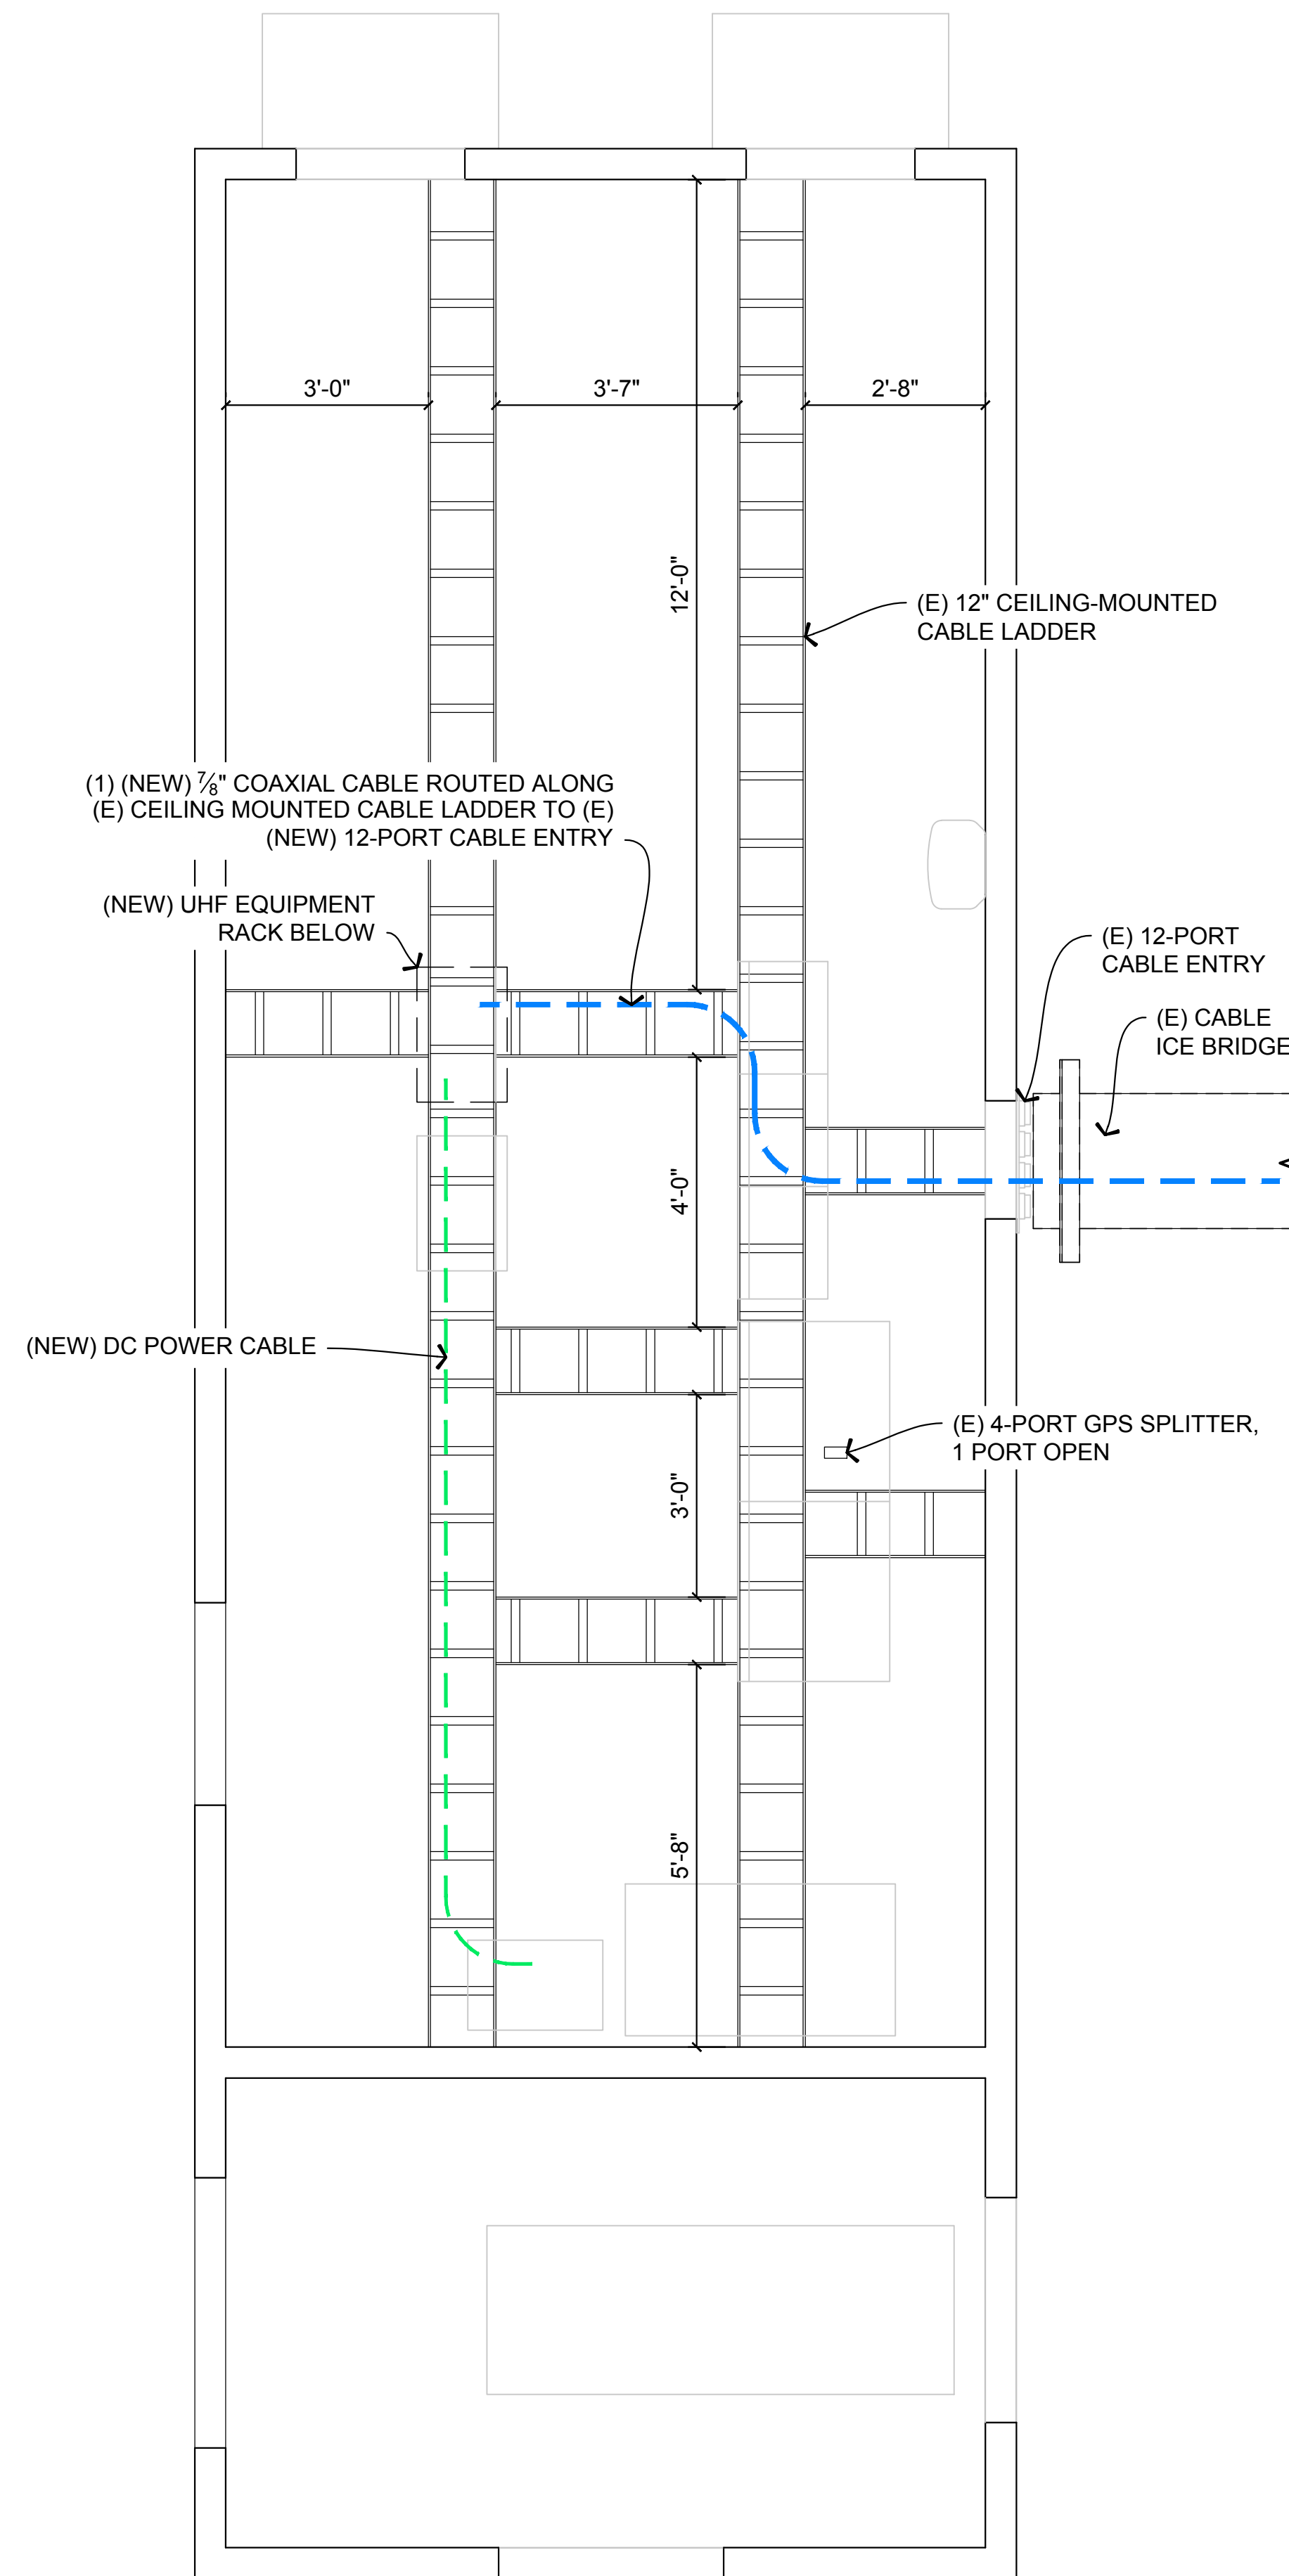 3'-0"
3'-7"
2'-8"
12'-0"
(E) 12" CEILING-MOUNTED
CABLE LADDER
(1) (NEW) ⅞" COAXIAL CABLE ROUTED ALONG
(E) CEILING MOUNTED CABLE LADDER TO (E)
(NEW) 12-PORT CABLE ENTRY
(NEW) UHF EQUIPMENT
RACK BELOW
(E) 12-PORT
CABLE ENTRY
(E) CABLE
ICE BRIDGE
4'-0"
(NEW) DC POWER CABLE
(E) 4-PORT GPS SPLITTER,
1 PORT OPEN
3'-0"
5'-8"